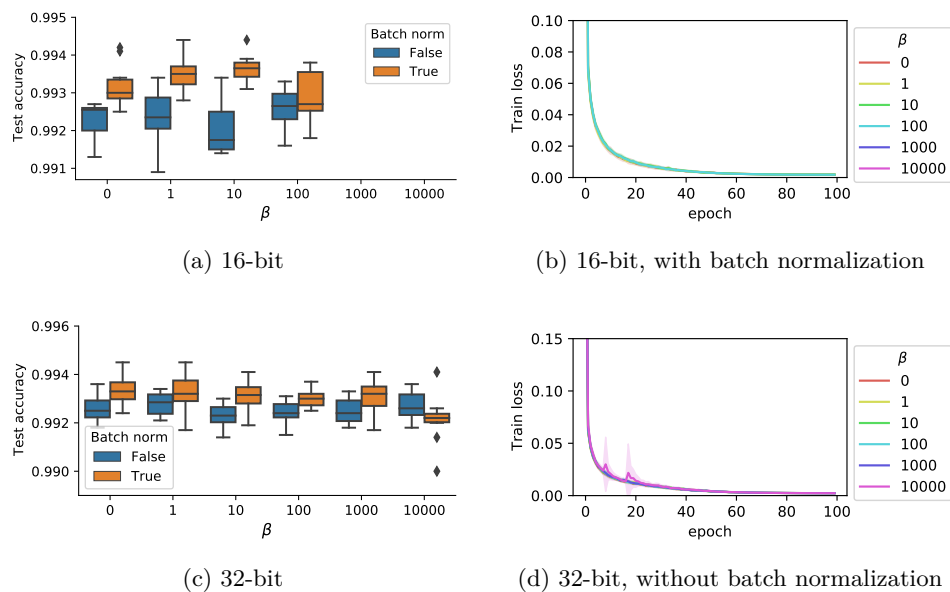 0.995
0.994
0.993
0.992
0.991
Test accuracy
Batch norm
False
True
0 1 10 100 1000 10000
β
(a) 16-bit
0.10
0.08
0.06
0.04
0.02
0.00
Train loss
0 20 40 60 80 100
epoch
β
0
1
10
100
1000
10000
(b) 16-bit, with batch normalization
0.996
0.994
0.992
0.990
Test accuracy
Batch norm
False
True
0 1 10 100 1000 10000
β
(c) 32-bit
0.15
0.10
0.05
0.00
Train loss
0 20 40 60 80 100
epoch
β
0
1
10
100
1000
10000
(d) 32-bit, without batch normalization